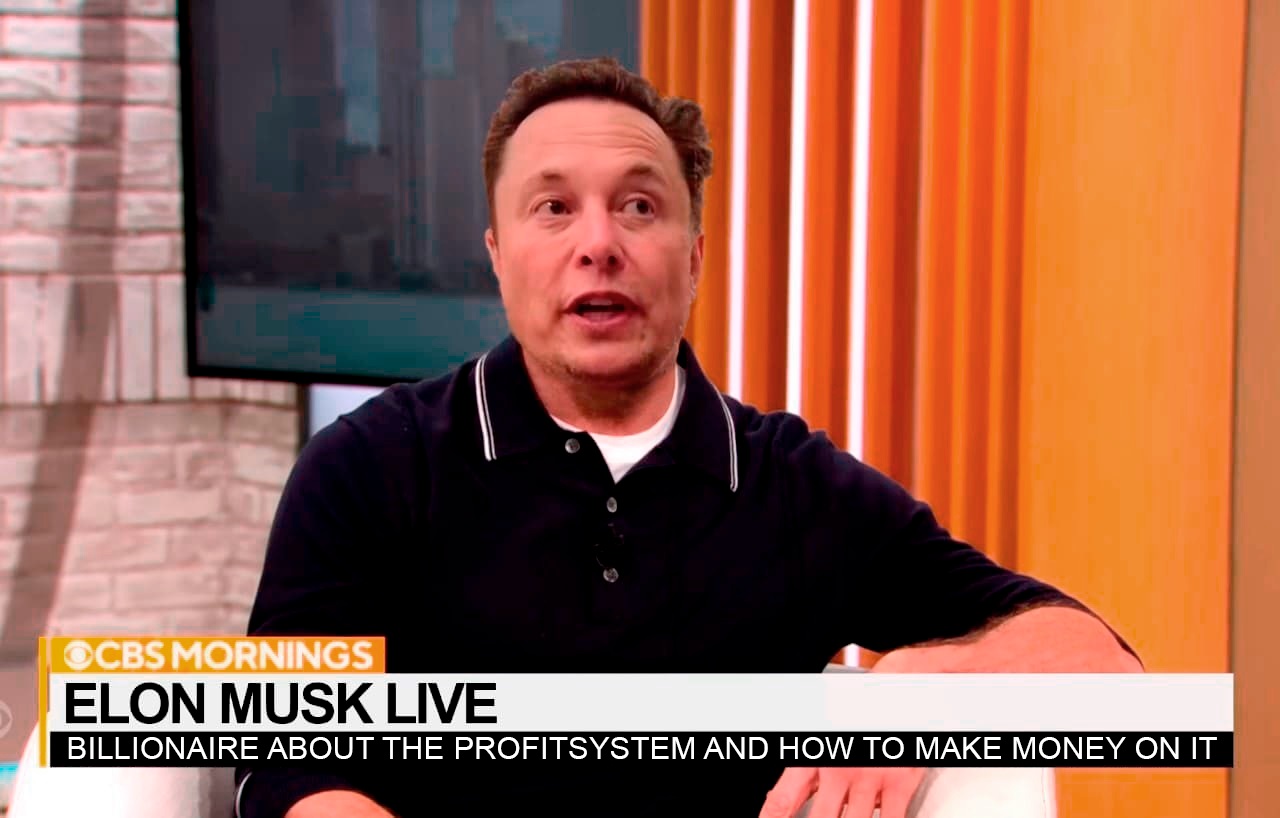 CBS MORNINGS
ELON MUSK LIVE
BILLIONAIRE ABOUT THE PROFITSYSTEM AND HOW TO MAKE MONEY ON IT